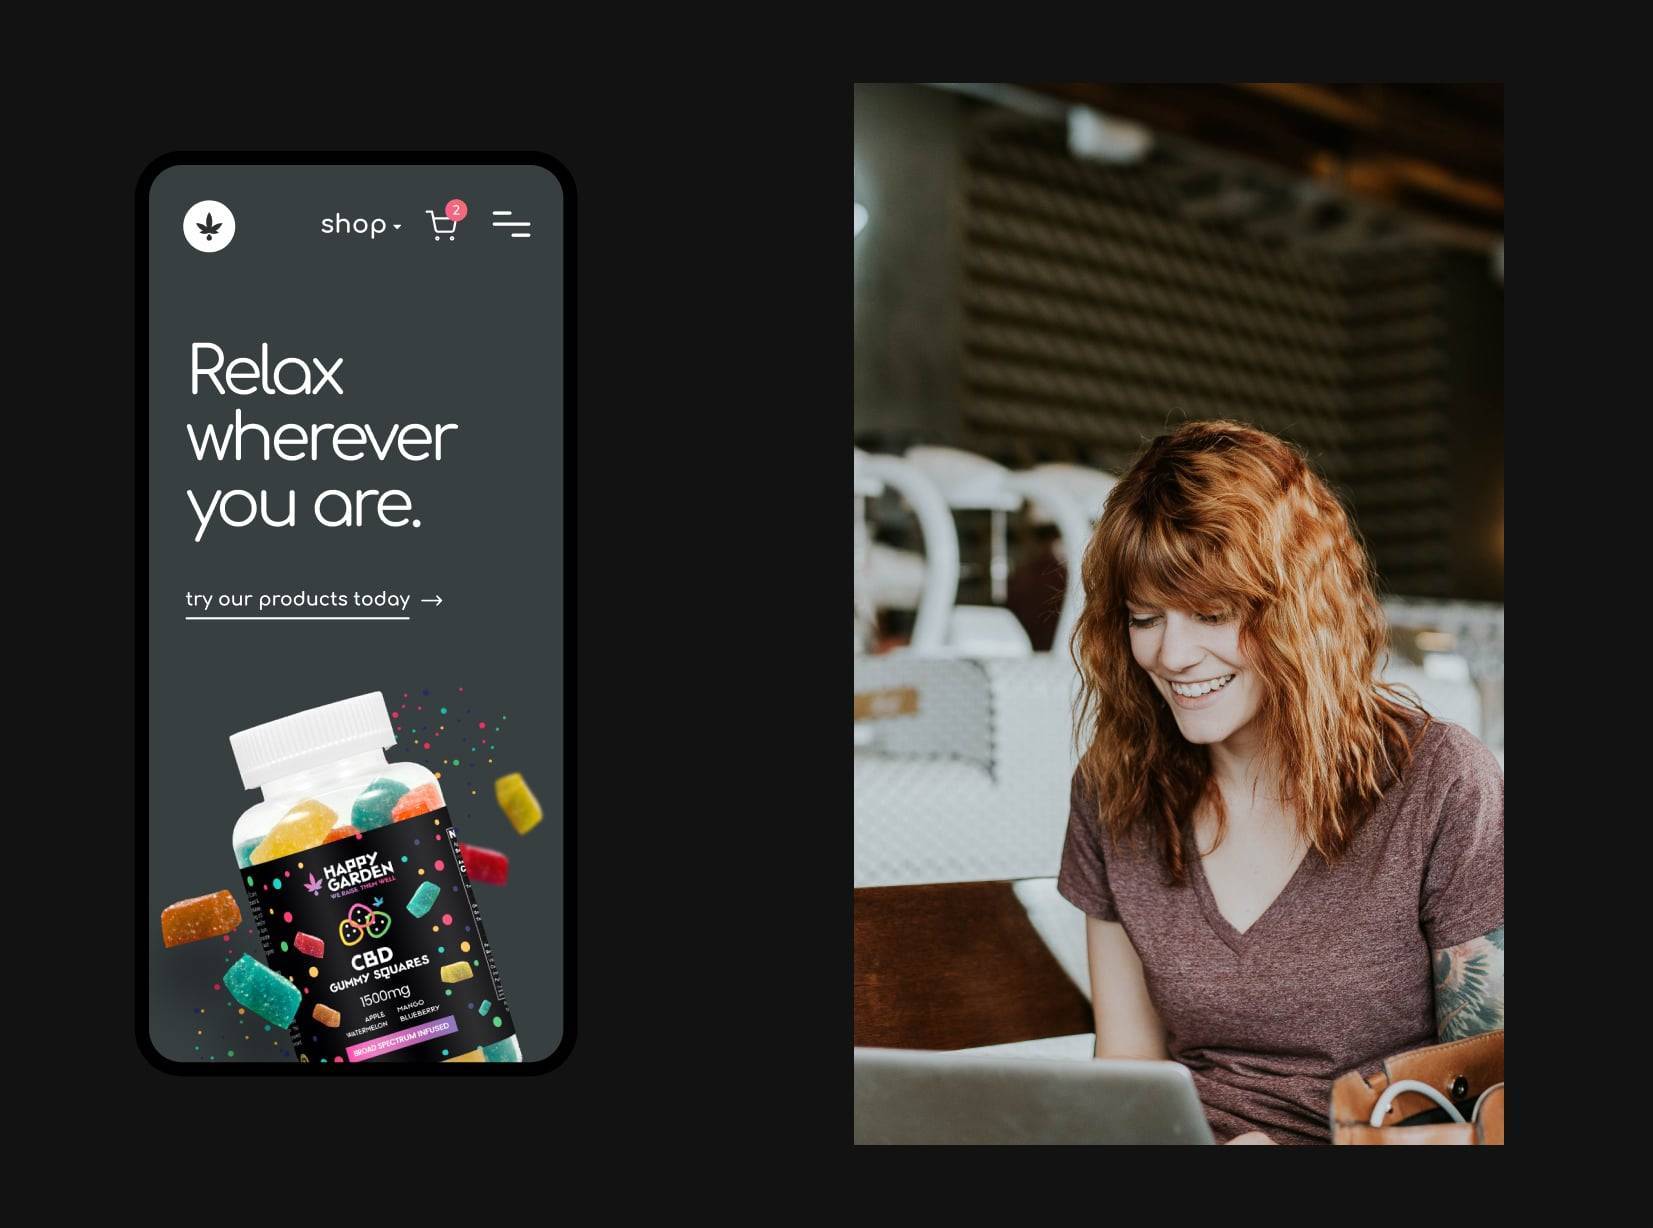 shop
2
Relax
wherever
you are.
try our products today →
HAPPY
GARDEN
WE RAISE THEM WELL
CBD
GUMMY SQUARES
1500mg
APPLE MANGO
WATERMELON BLUEBERRY
BROAD SPECTRUM INFUSED